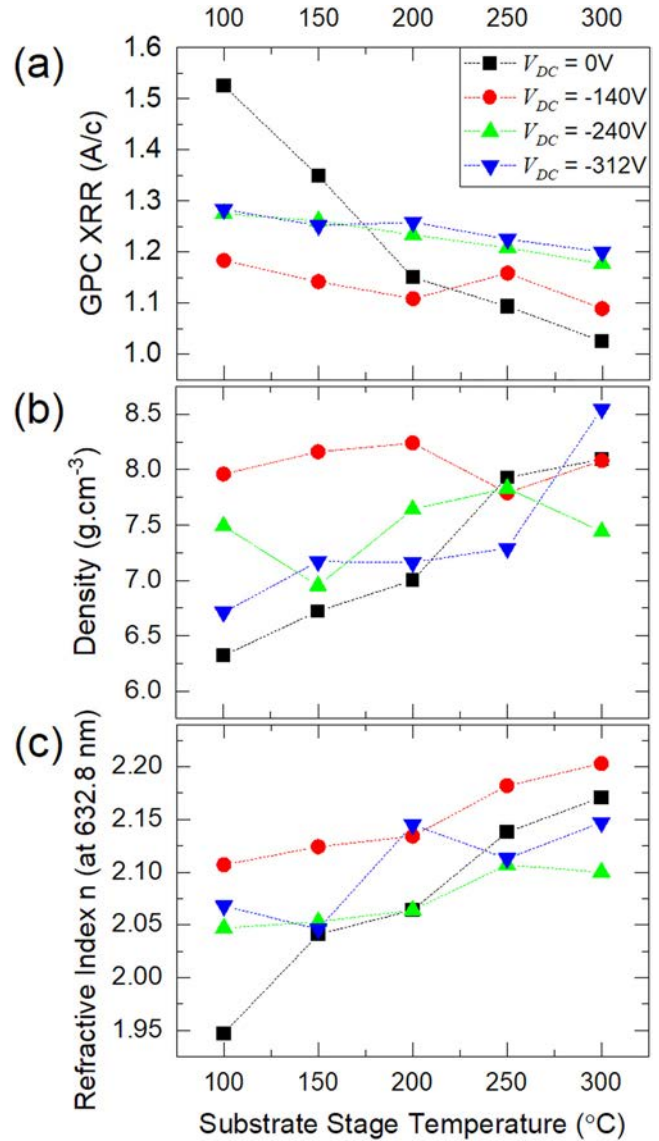 100 150 200 250 300
(a)
1.6
1.5
1.4
1.3
1.2
1.1
1.0
GPC XRR (A/c)
V_DC = 0V
V_DC = -140V
V_DC = -240V
V_DC = -312V
(b)
8.5
8.0
7.5
7.0
6.5
6.0
Density (g.cm⁻³)
(c)
2.20
2.15
2.10
2.05
2.00
1.95
Refractive Index n (at 632.8 nm)
100 150 200 250 300
Substrate Stage Temperature (°C)